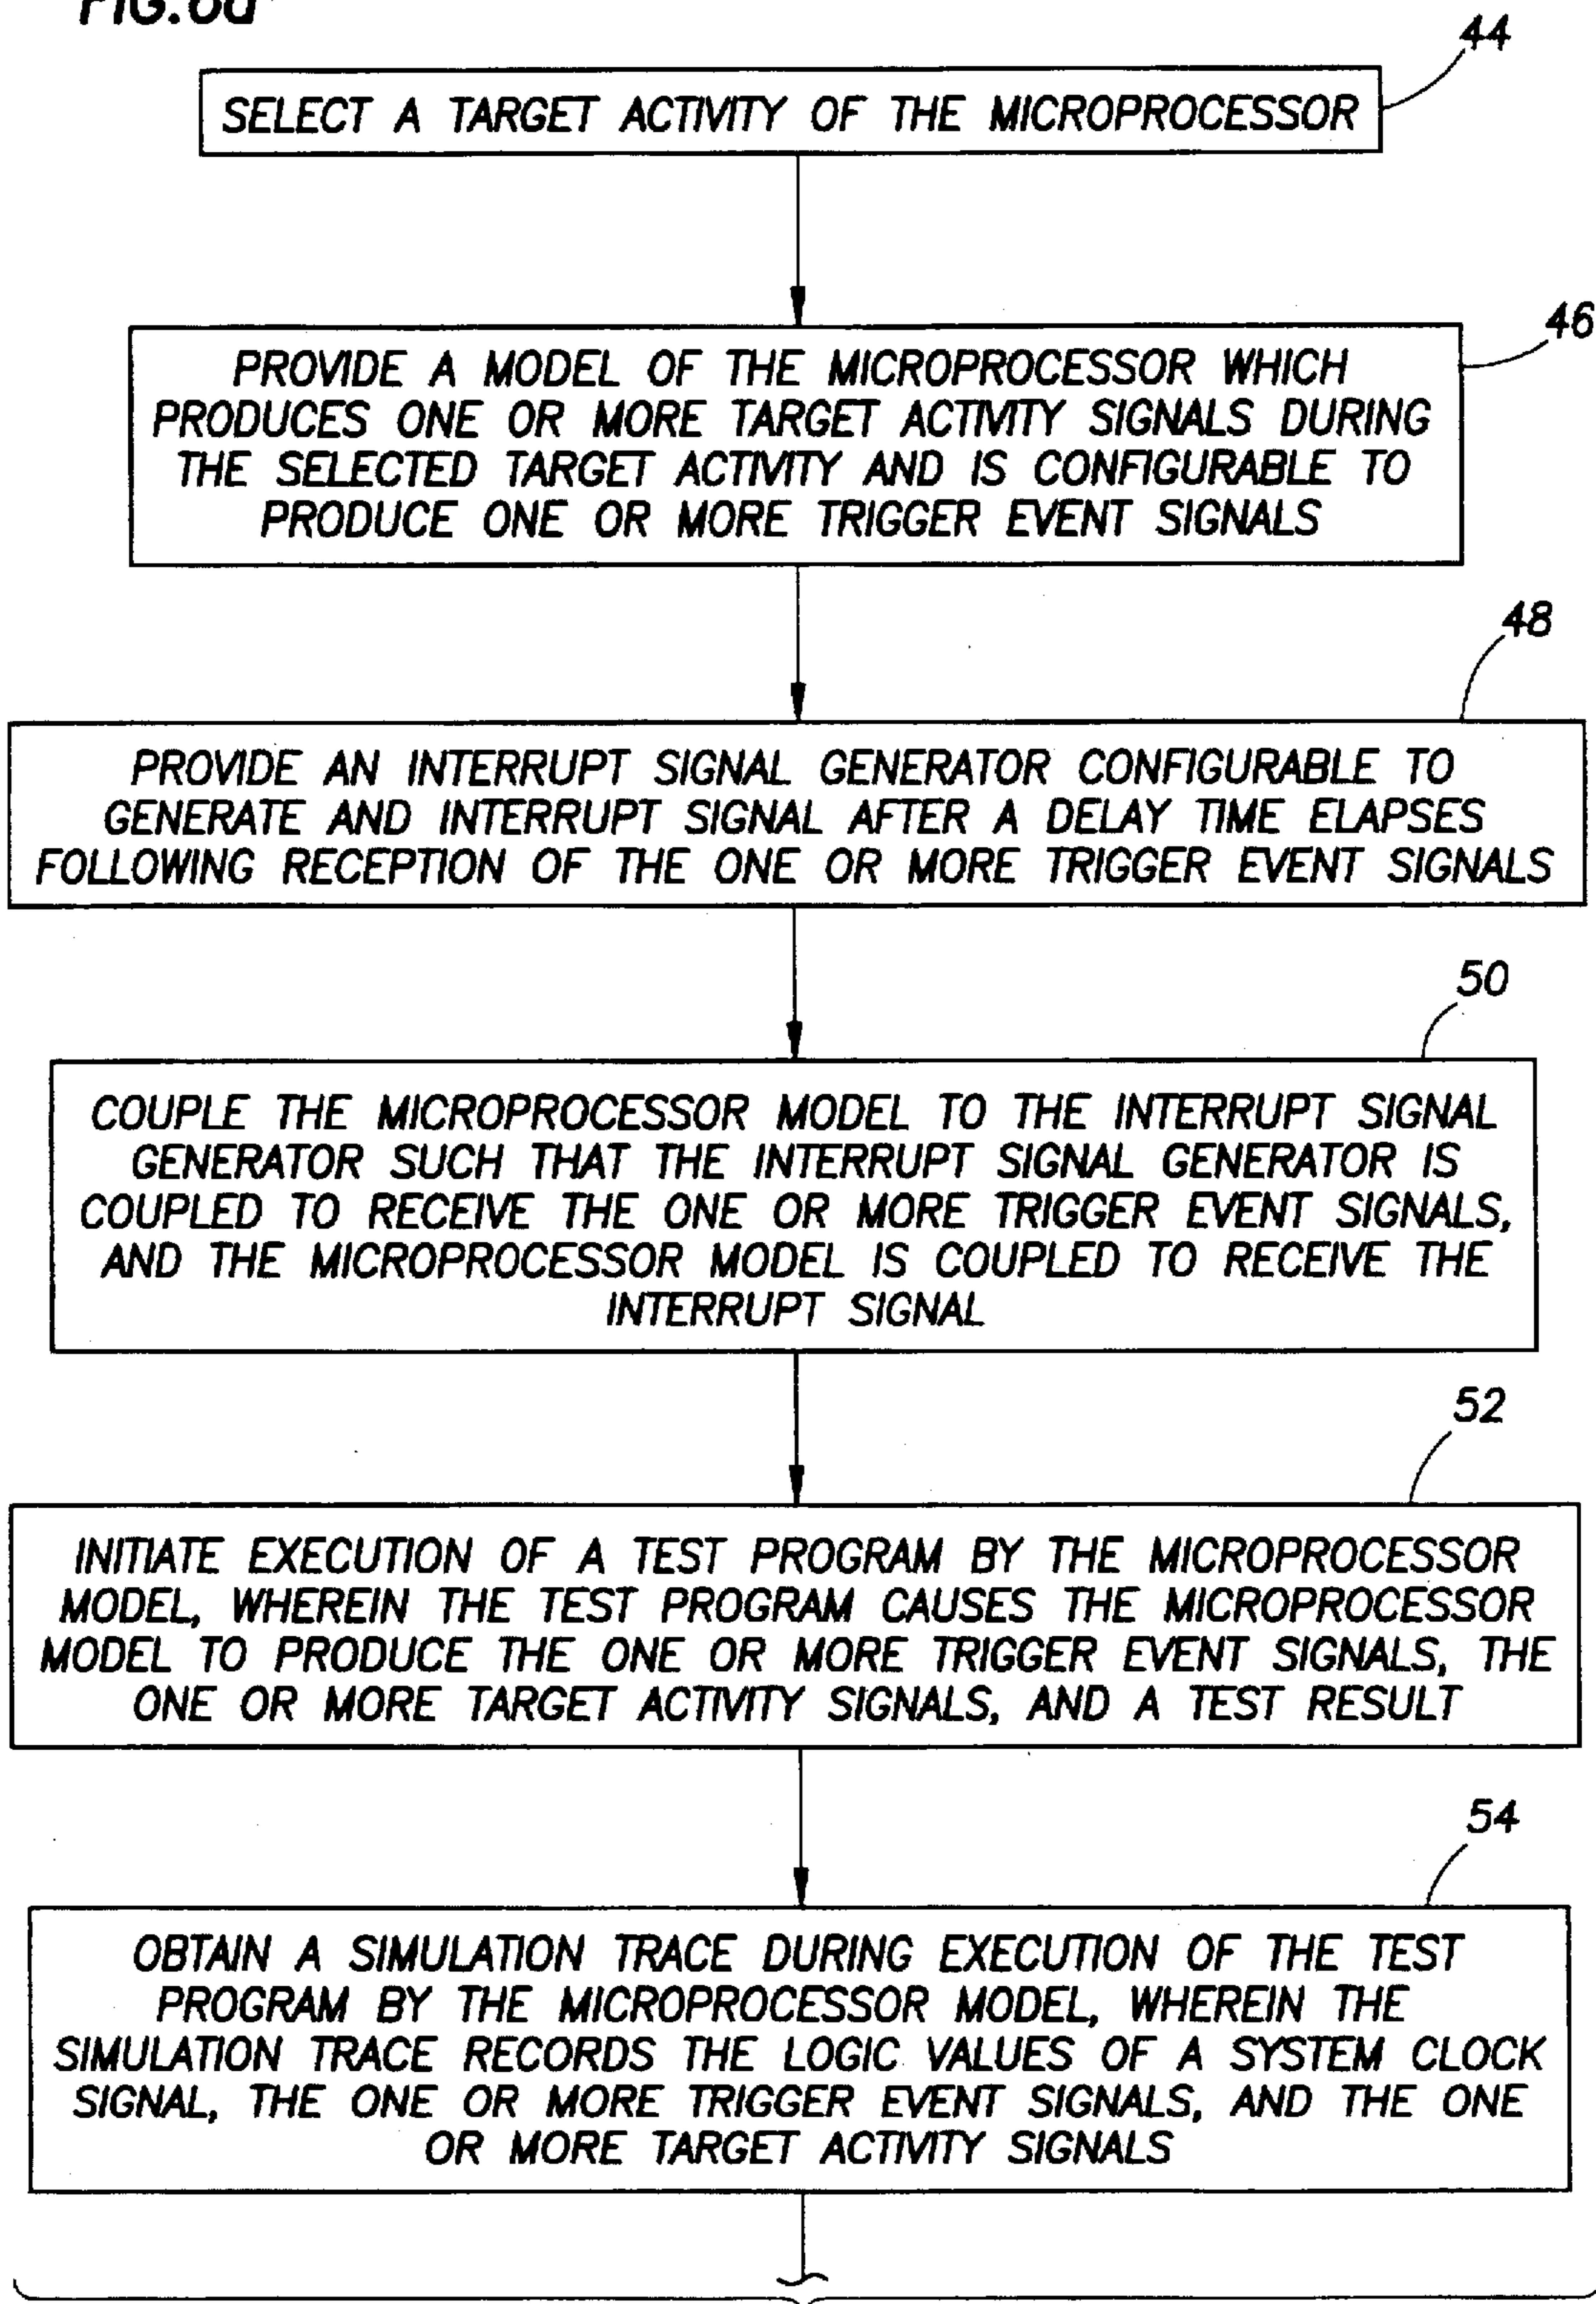 FIG. 6a
44
SELECT A TARGET ACTIVITY OF THE MICROPROCESSOR
46
PROVIDE A MODEL OF THE MICROPROCESSOR WHICH
PRODUCES ONE OR MORE TARGET ACTIVITY SIGNALS DURING
THE SELECTED TARGET ACTIVITY AND IS CONFIGURABLE TO
PRODUCE ONE OR MORE TRIGGER EVENT SIGNALS
48
PROVIDE AN INTERRUPT SIGNAL GENERATOR CONFIGURABLE TO
GENERATE AND INTERRUPT SIGNAL AFTER A DELAY TIME ELAPSES
FOLLOWING RECEPTION OF THE ONE OR MORE TRIGGER EVENT SIGNALS
50
COUPLE THE MICROPROCESSOR MODEL TO THE INTERRUPT SIGNAL
GENERATOR SUCH THAT THE INTERRUPT SIGNAL GENERATOR IS
COUPLED TO RECEIVE THE ONE OR MORE TRIGGER EVENT SIGNALS,
AND THE MICROPROCESSOR MODEL IS COUPLED TO RECEIVE THE
INTERRUPT SIGNAL
52
INITIATE EXECUTION OF A TEST PROGRAM BY THE MICROPROCESSOR
MODEL, WHEREIN THE TEST PROGRAM CAUSES THE MICROPROCESSOR
MODEL TO PRODUCE THE ONE OR MORE TRIGGER EVENT SIGNALS, THE
ONE OR MORE TARGET ACTIVITY SIGNALS, AND A TEST RESULT
54
OBTAIN A SIMULATION TRACE DURING EXECUTION OF THE TEST
PROGRAM BY THE MICROPROCESSOR MODEL, WHEREIN THE
SIMULATION TRACE RECORDS THE LOGIC VALUES OF A SYSTEM CLOCK
SIGNAL, THE ONE OR MORE TRIGGER EVENT SIGNALS, AND THE ONE
OR MORE TARGET ACTIVITY SIGNALS